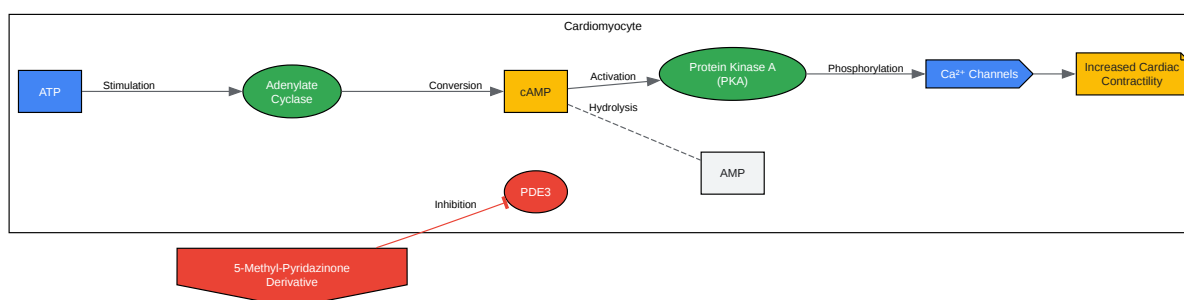 Cardiomyocyte
ATP
Stimulation
Adenylate
Cyclase
Conversion
cAMP
Activation
Hydrolysis
Protein Kinase A
(PKA)
Phosphorylation
Ca²⁺ Channels
Increased Cardiac
Contractility
AMP
PDE3
Inhibition
5-Methyl-Pyridazinone
Derivative